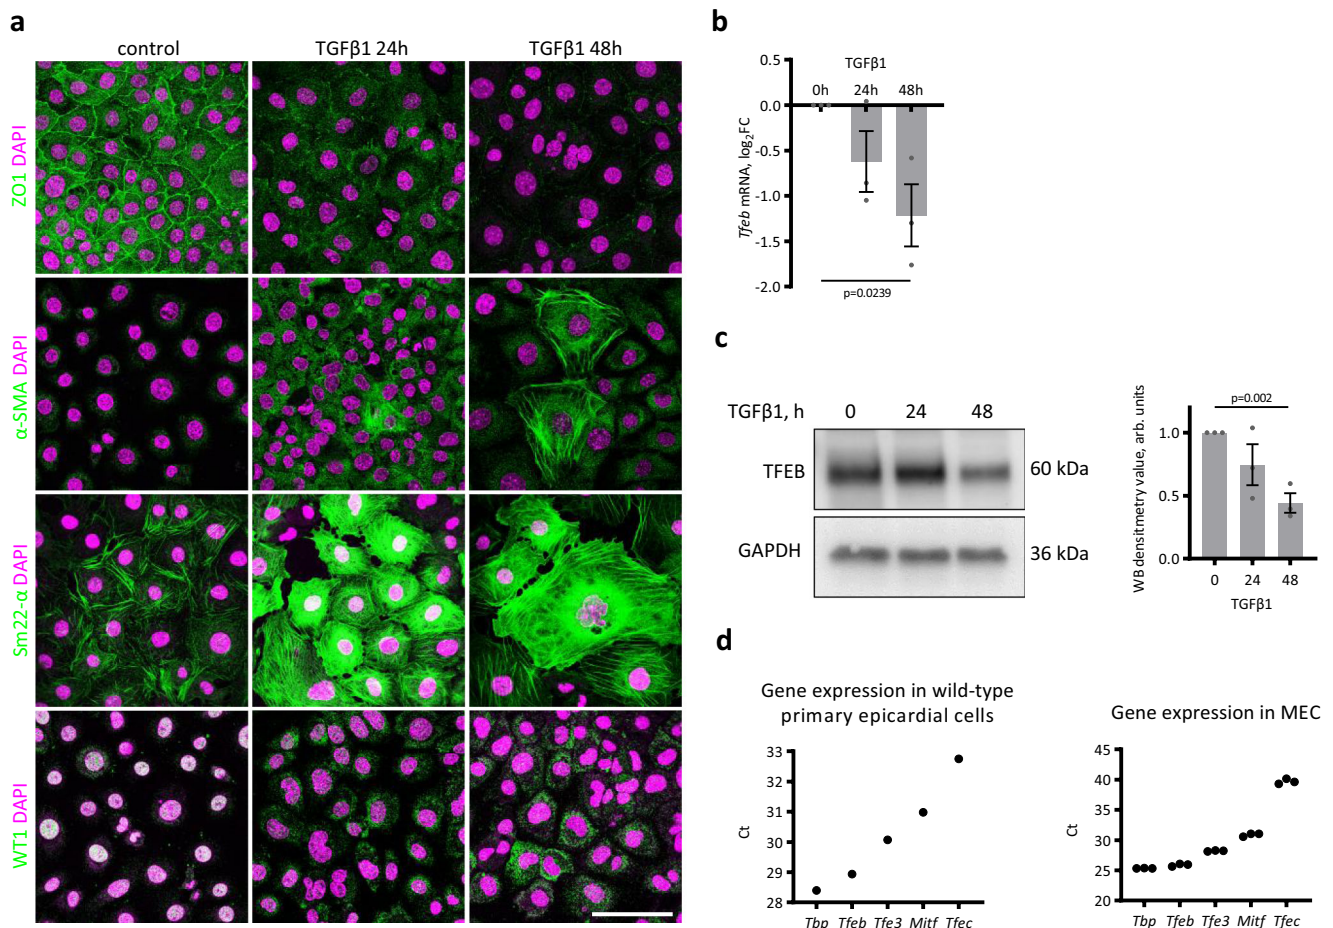 a
control
TGFβ1 24h
TGFβ1 48h
ZO1 DAPI
α-SMA DAPI
Sm22-α DAPI
WT1 DAPI
b
TGFβ1
0h 24h 48h
0.5
0.0
-0.5
-1.0
-1.5
-2.0
Tfeb mRNA, log2FC
p=0.0239
c
TGFβ1, h 0 24 48
TFEB
60 kDa
GAPDH
36 kDa
p=0.002
WB densitmetry value, arb. units
1.0
0.5
0.0
0 24 48
TGFβ1
d
Gene expression in wild-type
primary epicardial cells
33
32
31
30
29
28
Ct
Tbp Tfeb Tfe3 Mitf Tfec
Gene expression in MEC
45
40
35
30
25
20
Ct
Tbp Tfeb Tfe3 Mitf Tfec